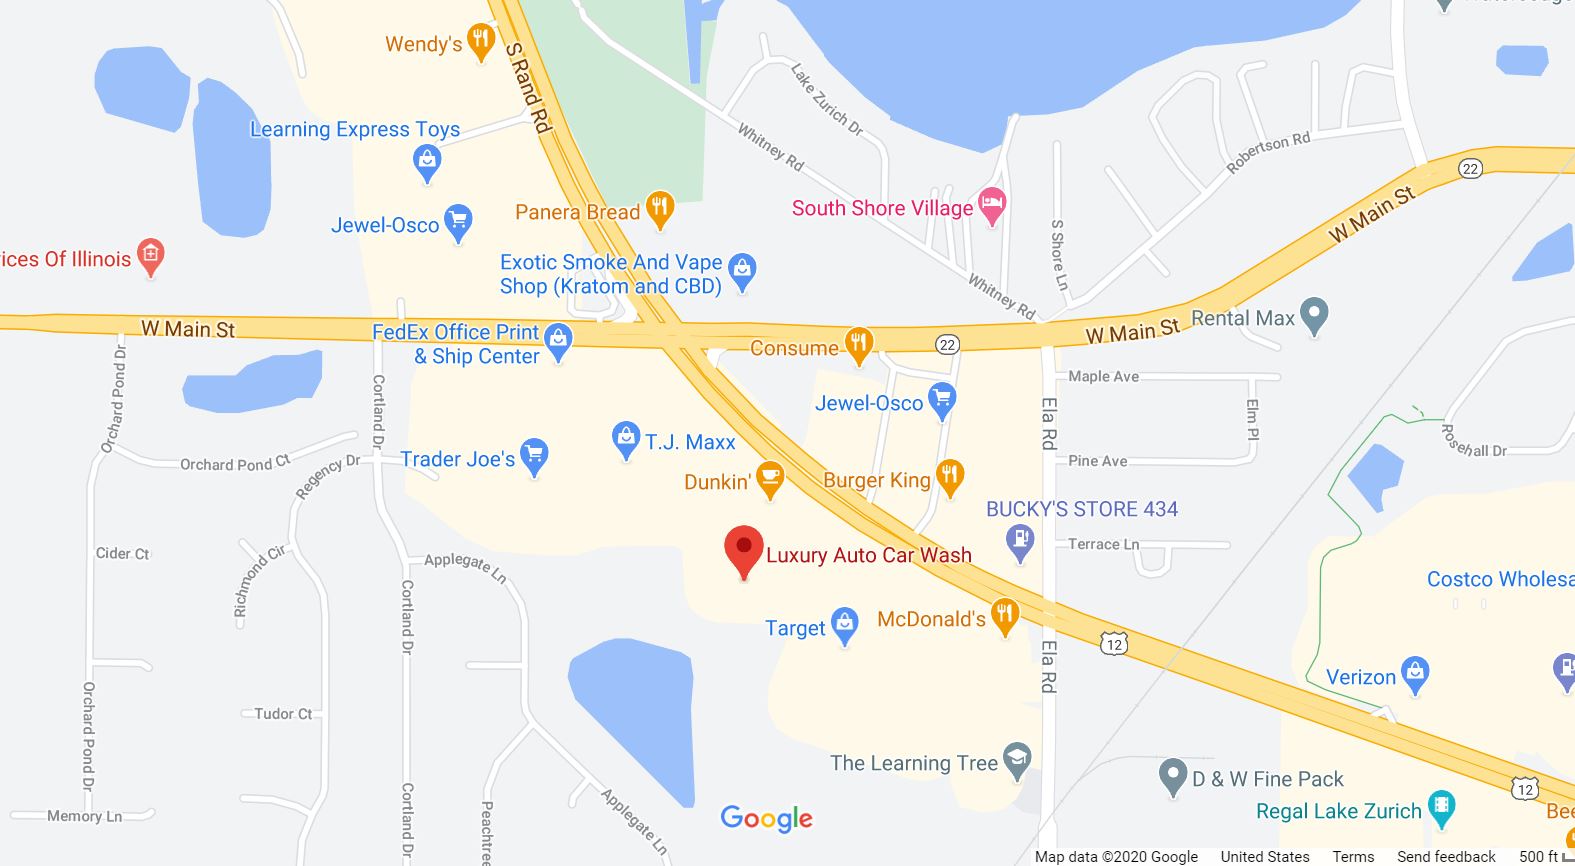 Wendy's
S Rand Rd
Learning Express Toys
Lake Zurich Dr
Whitney Rd
Robertson Rd
22
Panera Bread
South Shore Village
W Main St
Jewel-Osco
ices Of Illinois
Exotic Smoke And Vape
Shop (Kratom and CBD)
S Shore Ln
Whitney Rd
W Main St
FedEx Office Print
& Ship Center
Consume
22
W Main St
Rental Max
Orchard Pond Dr
Cortland Dr
Maple Ave
Jewel-Osco
Ela Rd
Elm Pl
T.J. Maxx
Rosehall Dr
Orchard Pond Ct
Regency Dr
Trader Joe's
Pine Ave
Dunkin'
Burger King
BUCKY'S STORE 434
Cider Ct
Richmond Cir
Applegate Ln
Luxury Auto Car Wash
Terrace Ln
Costco Wholesa
Cortland Dr
Target
McDonald's
12
Ela Rd
Verizon
Orchard Pond Dr
Tudor Ct
The Learning Tree
D & W Fine Pack
12
Memory Ln
Cortland Dr
Peachtree
Applegate Ln
Google
Regal Lake Zurich
Bee
Map data ©2020 Google United States Terms Send feedback 500 ft